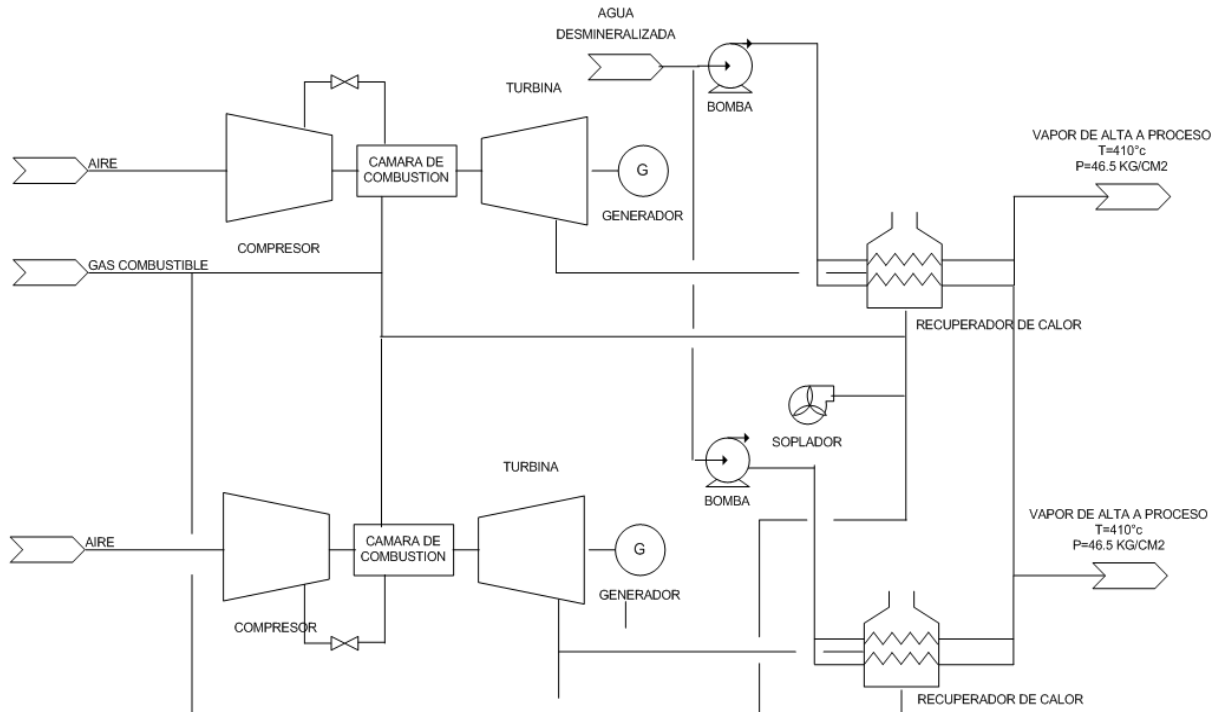 AGUA
DESMINERALIZADA
TURBINA
BOMBA
VAPOR DE ALTA A PROCESO
T=410°c
P=46.5 KG/CM2
AIRE
CAMARA DE
COMBUSTION
G
GENERADOR
COMPRESOR
GAS COMBUSTIBLE
RECUPERADOR DE CALOR
SOPLADOR
TURBINA
BOMBA
VAPOR DE ALTA A PROCESO
T=410°c
P=46.5 KG/CM2
AIRE
CAMARA DE
COMBUSTION
G
GENERADOR
COMPRESOR
RECUPERADOR DE CALOR